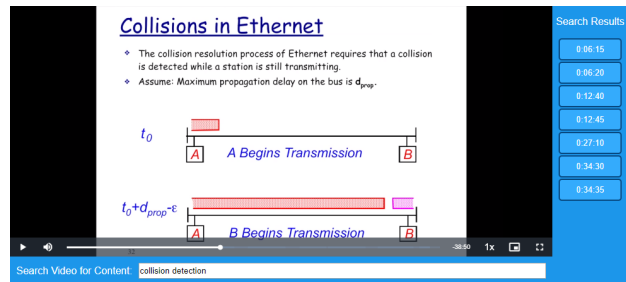 Collisions in Ethernet
The collision resolution process of Ethernet requires that a collision
is detected while a station is still transmitting.
Assume: Maximum propagation delay on the bus is dprop.
t0
A
A Begins Transmission
B
t0+dprop-ε
A
B Begins Transmission
B
32
-38:50
1x
Search Video for Content:
collision detection
Search Results
0:06:15
0:06:20
0:12:40
0:12:45
0:27:10
0:34:30
0:34:35